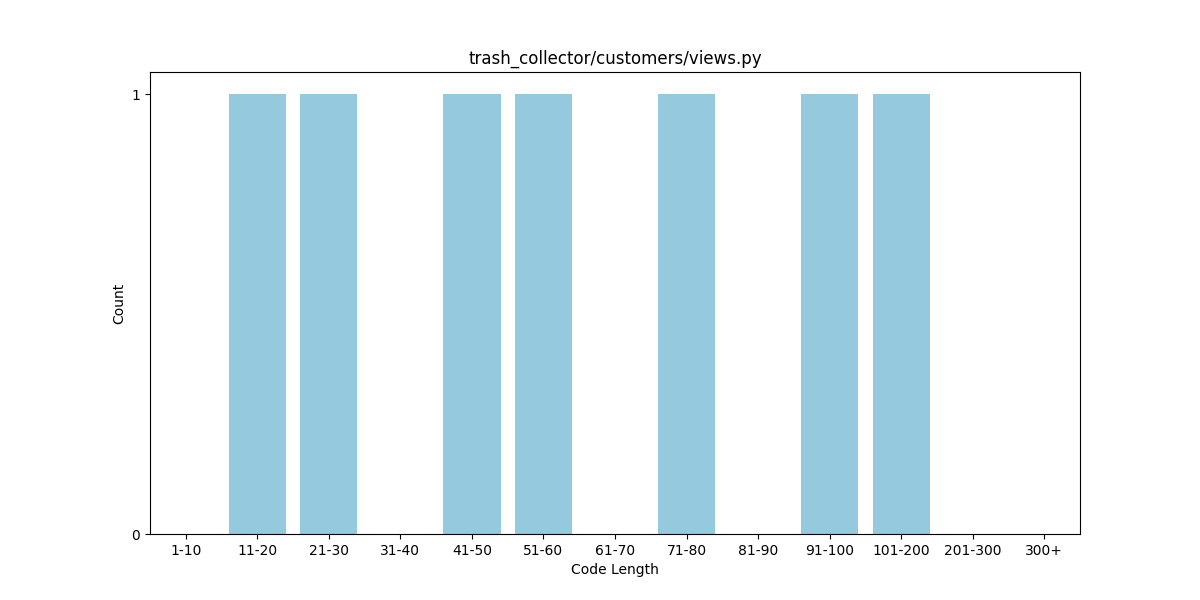 trash_collector/customers/views.py
1
Count
0
1-10 11-20 21-30 31-40 41-50 51-60 61-70 71-80 81-90 91-100 101-200 201-300 300+
Code Length